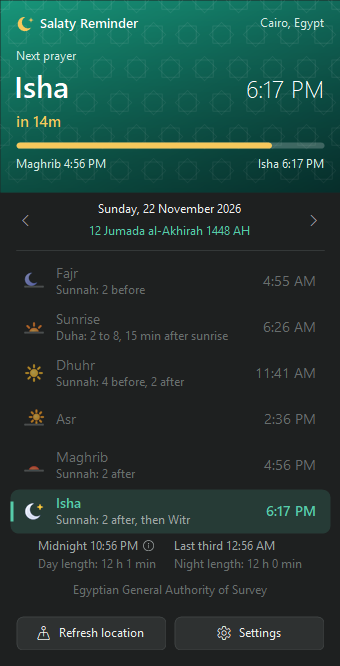 Salaty Reminder
Cairo, Egypt
Next prayer
Isha
6:17 PM
in 14m
Maghrib 4:56 PM
Isha 6:17 PM
Sunday, 22 November 2026
12 Jumada al-Akhirah 1448 AH
Fajr
Sunnah: 2 before
4:55 AM
Sunrise
Duha: 2 to 8, 15 min after sunrise
6:26 AM
Dhuhr
Sunnah: 4 before, 2 after
11:41 AM
Asr
2:36 PM
Maghrib
Sunnah: 2 after
4:56 PM
Isha
Sunnah: 2 after, then Witr
6:17 PM
Midnight 10:56 PM
Last third 12:56 AM
Day length: 12 h 1 min
Night length: 12 h 0 min
Egyptian General Authority of Survey
Refresh location
Settings